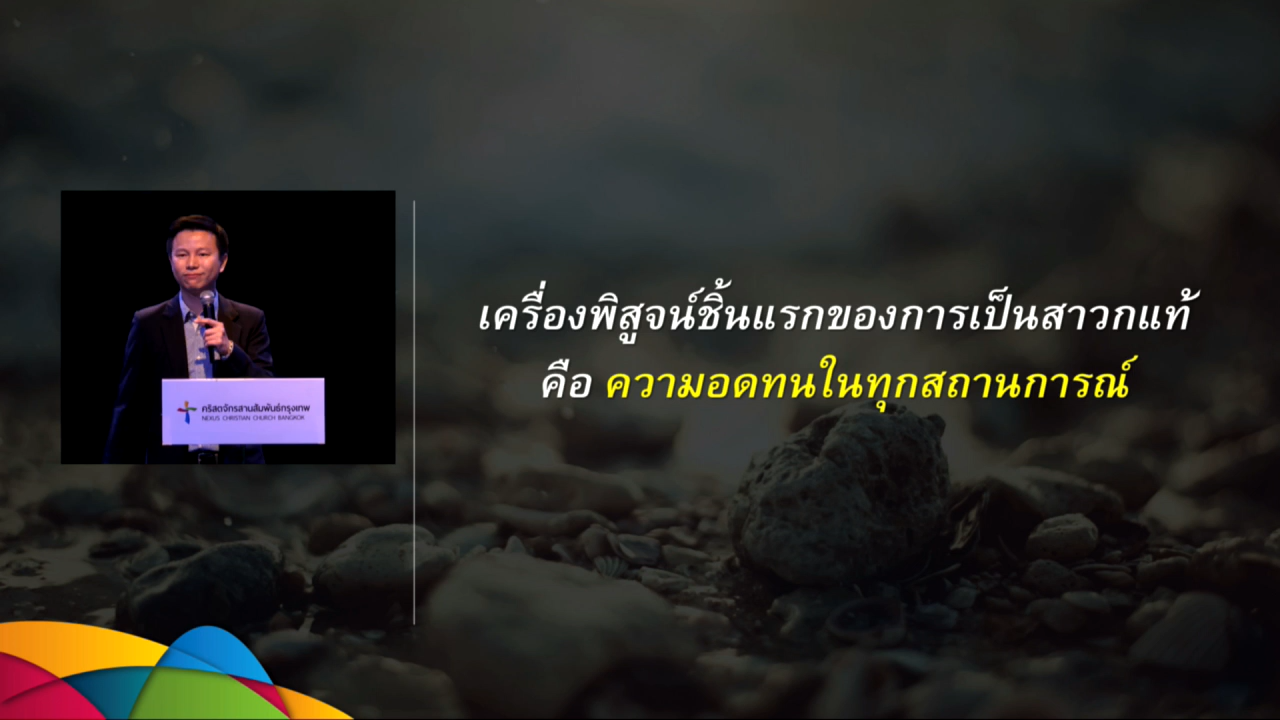 เครื่องพิสูจน์ชิ้นแรกของการเป็นสาวกแท้
คือ ความอดทนในทุกสถานการณ์
คริสตจักรสานสัมพันธ์กรุงเทพ
NEXUS CHRISTIAN CHURCH BANGKOK